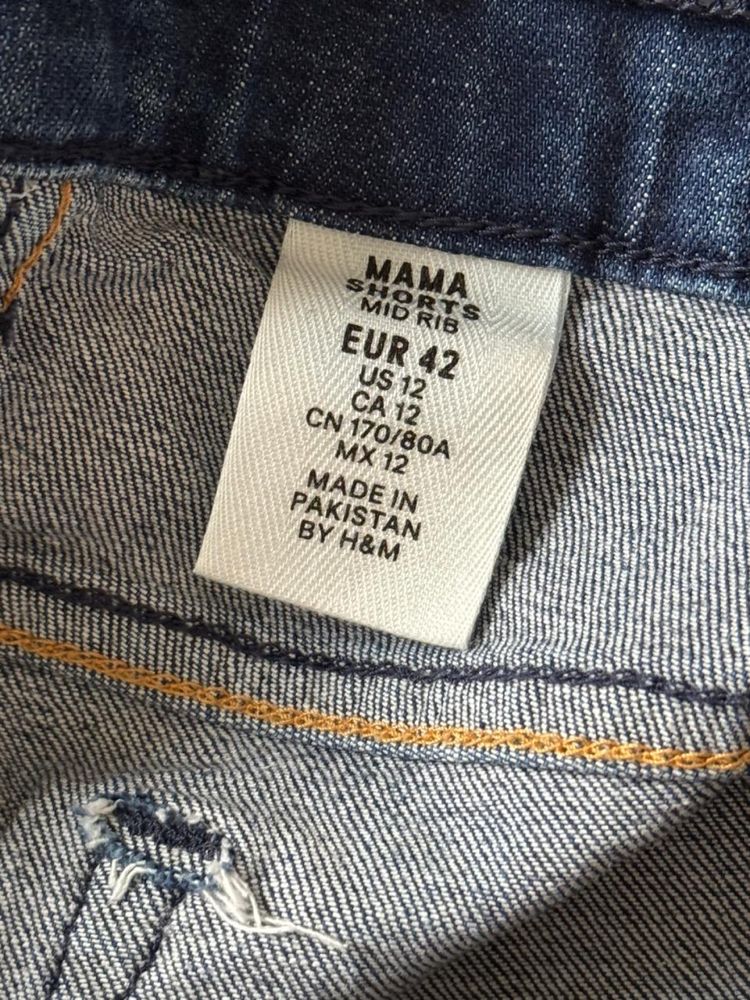 MAMA
SHORTS
MID RIB
EUR 42
US 12
CA 12
CN 170/80A
MX 12
MADE IN
PAKISTAN
BY H&M